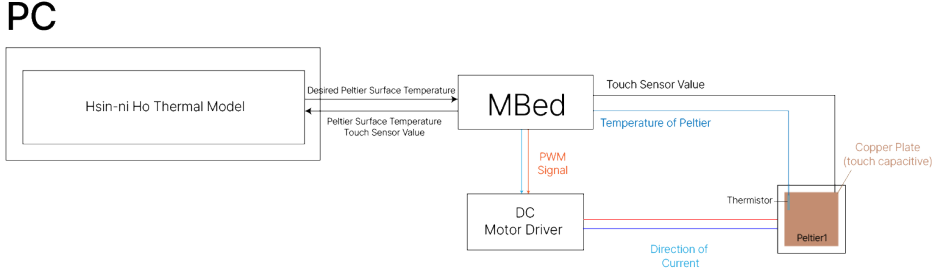 PC
Hsin-ni Ho Thermal Model
Desired Peltier Surface Temperature
Peltier Surface Temperature
Touch Sensor Value
MBed
Touch Sensor Value
Temperature of Peltier
PWM
Signal
DC
Motor Driver
Direction of
Current
Copper Plate
(touch capacitive)
Thermistor
Peltier1